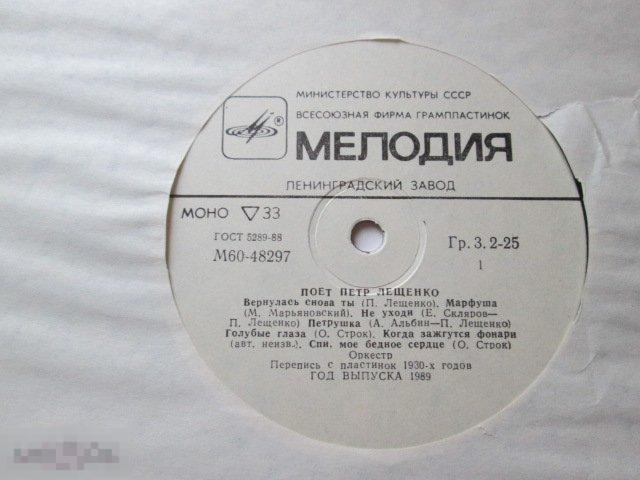 МИНИСТЕРСТВО КУЛЬТУРЫ СССР
ВСЕСОЮЗНАЯ ФИРМА ГРАМПЛАСТИНОК
МЕЛОДИЯ
ЛЕНИНГРАДСКИЙ ЗАВОД
МОНО ▽ 33
ГОСТ 5289-88
М60-48297
Гр. 3. 2-25
1
ПОЕТ ПЕТР ЛЕЩЕНКО
Вернулась снова ты (П. Лещенко). Марфуша
(М. Марьяновский). Не уходи (Е. Скляров—
П. Лещенко) Петрушка (А. Альбин—П. Лещенко)
Голубые глаза (О. Строк). Когда зажгутся фонари
(авт. неизв.). Спи, мое бедное сердце (О. Строк)
Оркестр
Перепись с пластинок 1930-х годов
ГОД ВЫПУСКА 1989